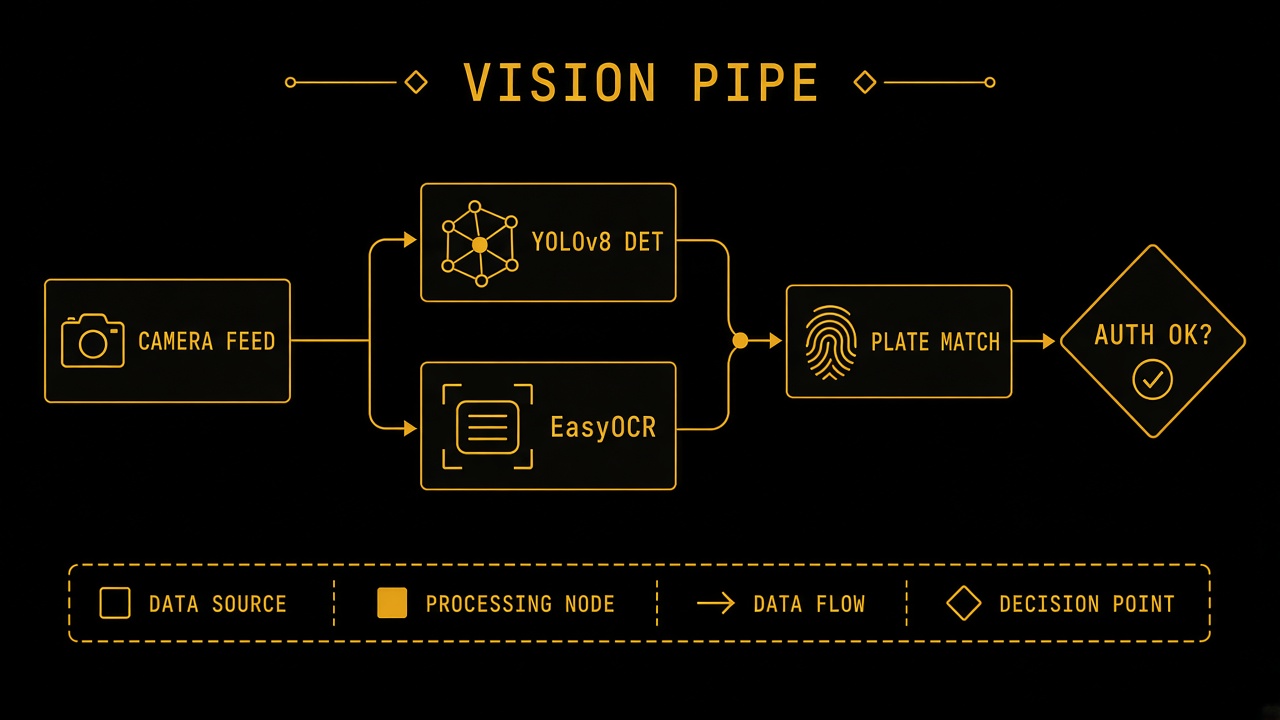 VISION PIPE
CAMERA FEED
YOLOv8 DET
EasyOCR
PLATE MATCH
AUTH OK?
DATA SOURCE
PROCESSING NODE
DATA FLOW
DECISION POINT